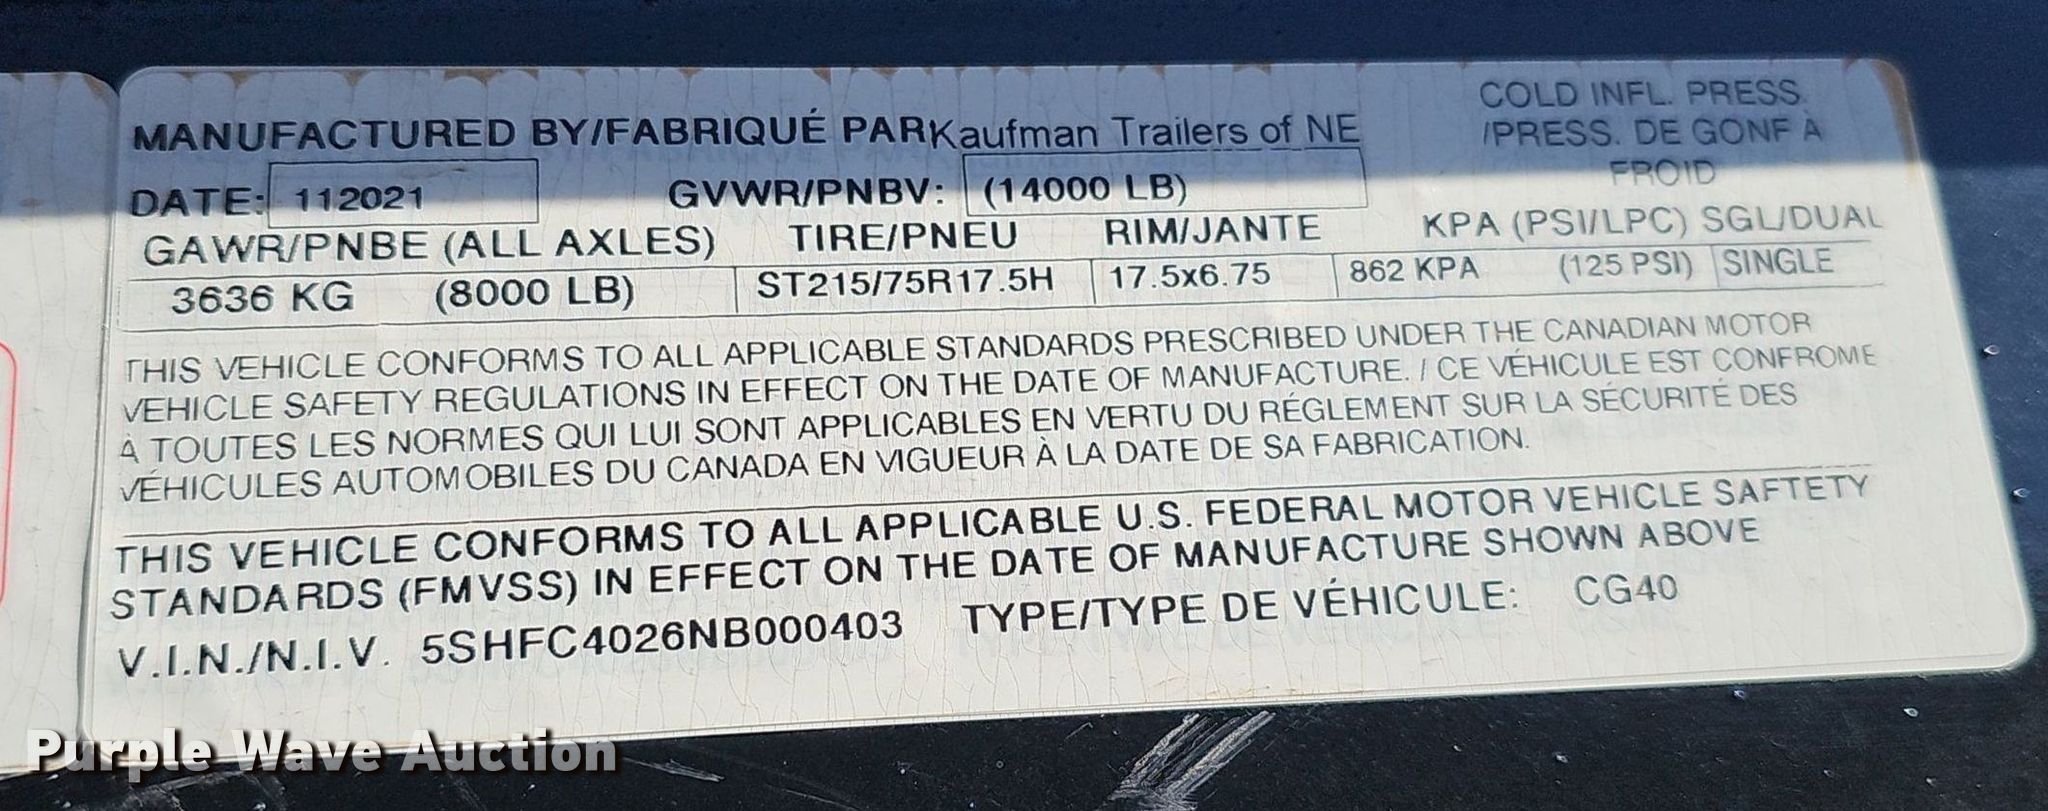 MANUFACTURED BY/FABRIQUÉ PAR Kaufman Trailers of NE
COLD INFL. PRESS.
/PRESS. DE GONF À
FROID
DATE: 112021 GVWR/PNBV: (14000 LB)
GAWR/PNBE (ALL AXLES) TIRE/PNEU RIM/JANTE KPA (PSI/LPC) SGL/DUAL
3636 KG (8000 LB) ST215/75R17.5H 17.5x6.75 862 KPA (125 PSI) SINGLE
THIS VEHICLE CONFORMS TO ALL APPLICABLE STANDARDS PRESCRIBED UNDER THE CANADIAN MOTOR
VEHICLE SAFETY REGULATIONS IN EFFECT ON THE DATE OF MANUFACTURE. / CE VÉHICULE EST CONFROME
À TOUTES LES NORMES QUI LUI SONT APPLICABLES EN VERTU DU RÉGLEMENT SUR LA SÉCURITÉ DES
VÉHICULES AUTOMOBILES DU CANADA EN VIGUEUR À LA DATE DE SA FABRICATION.
THIS VEHICLE CONFORMS TO ALL APPLICABLE U.S. FEDERAL MOTOR VEHICLE SAFTETY
STANDARDS (FMVSS) IN EFFECT ON THE DATE OF MANUFACTURE SHOWN ABOVE
V.I.N./N.I.V. 5SHFC4026NB000403 TYPE/TYPE DE VÉHICULE: CG40
Purple Wave Auction